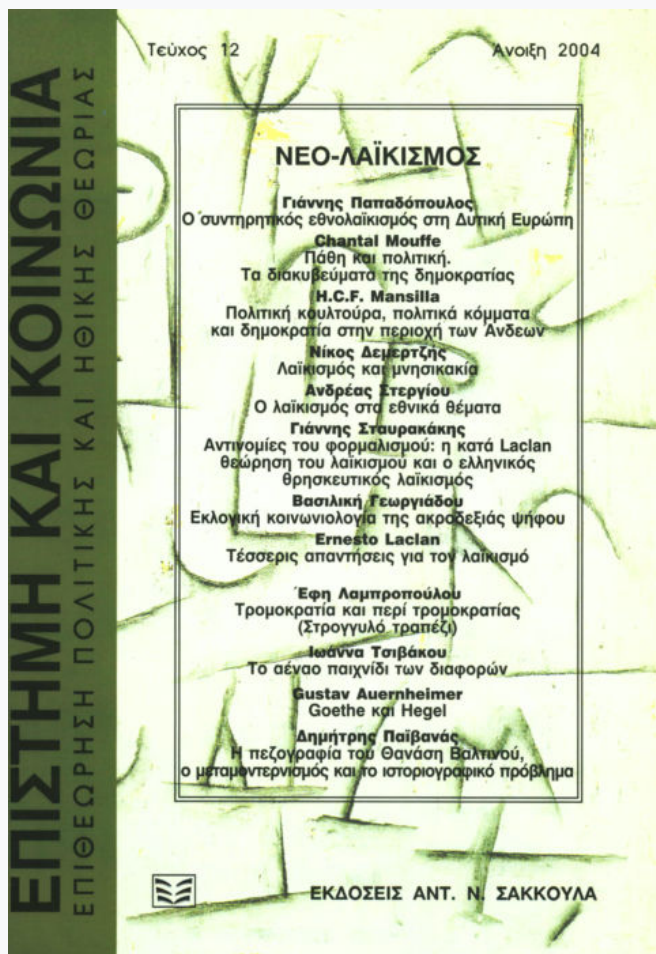 ΕΠΙΣΤΗΜΗ ΚΑΙ ΚΟΙΝΩΝΙΑ
ΕΠΙΘΕΩΡΗΣΗ ΠΟΛΙΤΙΚΗΣ ΚΑΙ ΗΘΙΚΗΣ ΘΕΩΡΙΑΣ
Τεύχος 12 Άνοιξη 2004
ΝΕΟ-ΛΑΪΚΙΣΜΟΣ
Γιάννης Παπαδόπουλος
Ο συντηρητικός εθνολαϊκισμός στη Δυτική Ευρώπη
Chantal Mouffe
Πάθη και πολιτική.
Τα διακυβεύματα της δημοκρατίας
H.C.F. Mansilla
Πολιτική κουλτούρα, πολιτικά κόμματα
και δημοκρατία στην περιοχή των Άνδεων
Νίκος Δεμερτζής
Λαϊκισμός και μνησικακία
Ανδρέας Στεργίου
Ο λαϊκισμός στα εθνικά θέματα
Γιάννης Σταυρακάκης
Αντινομίες του φορμαλισμού: η κατά Laclan
θεώρηση του λαϊκισμού και ο ελληνικός
θρησκευτικός λαϊκισμός
Βασιλική Γεωργιάδου
Εκλογική κοινωνιολογία της ακροδεξιάς ψήφου
Ernesto Laclan
Τέσσερις απαντήσεις για τον λαϊκισμό
Έφη Λαμπροπούλου
Τρομοκρατία και περί τρομοκρατίας
(Στρογγυλό τραπέζι)
Ιωάννα Τσιβάκου
Το αέναο παιχνίδι των διαφορών
Gustav Auernheimer
Goethe και Hegel
Δημήτρης Παϊβανάς
Η πεζογραφία του Θανάση Βαλτινού,
ο μεταμοντερνισμός και το ιστοριογραφικό πρόβλημα
ΕΚΔΟΣΕΙΣ ΑΝΤ. Ν. ΣΑΚΚΟΥΛΑ